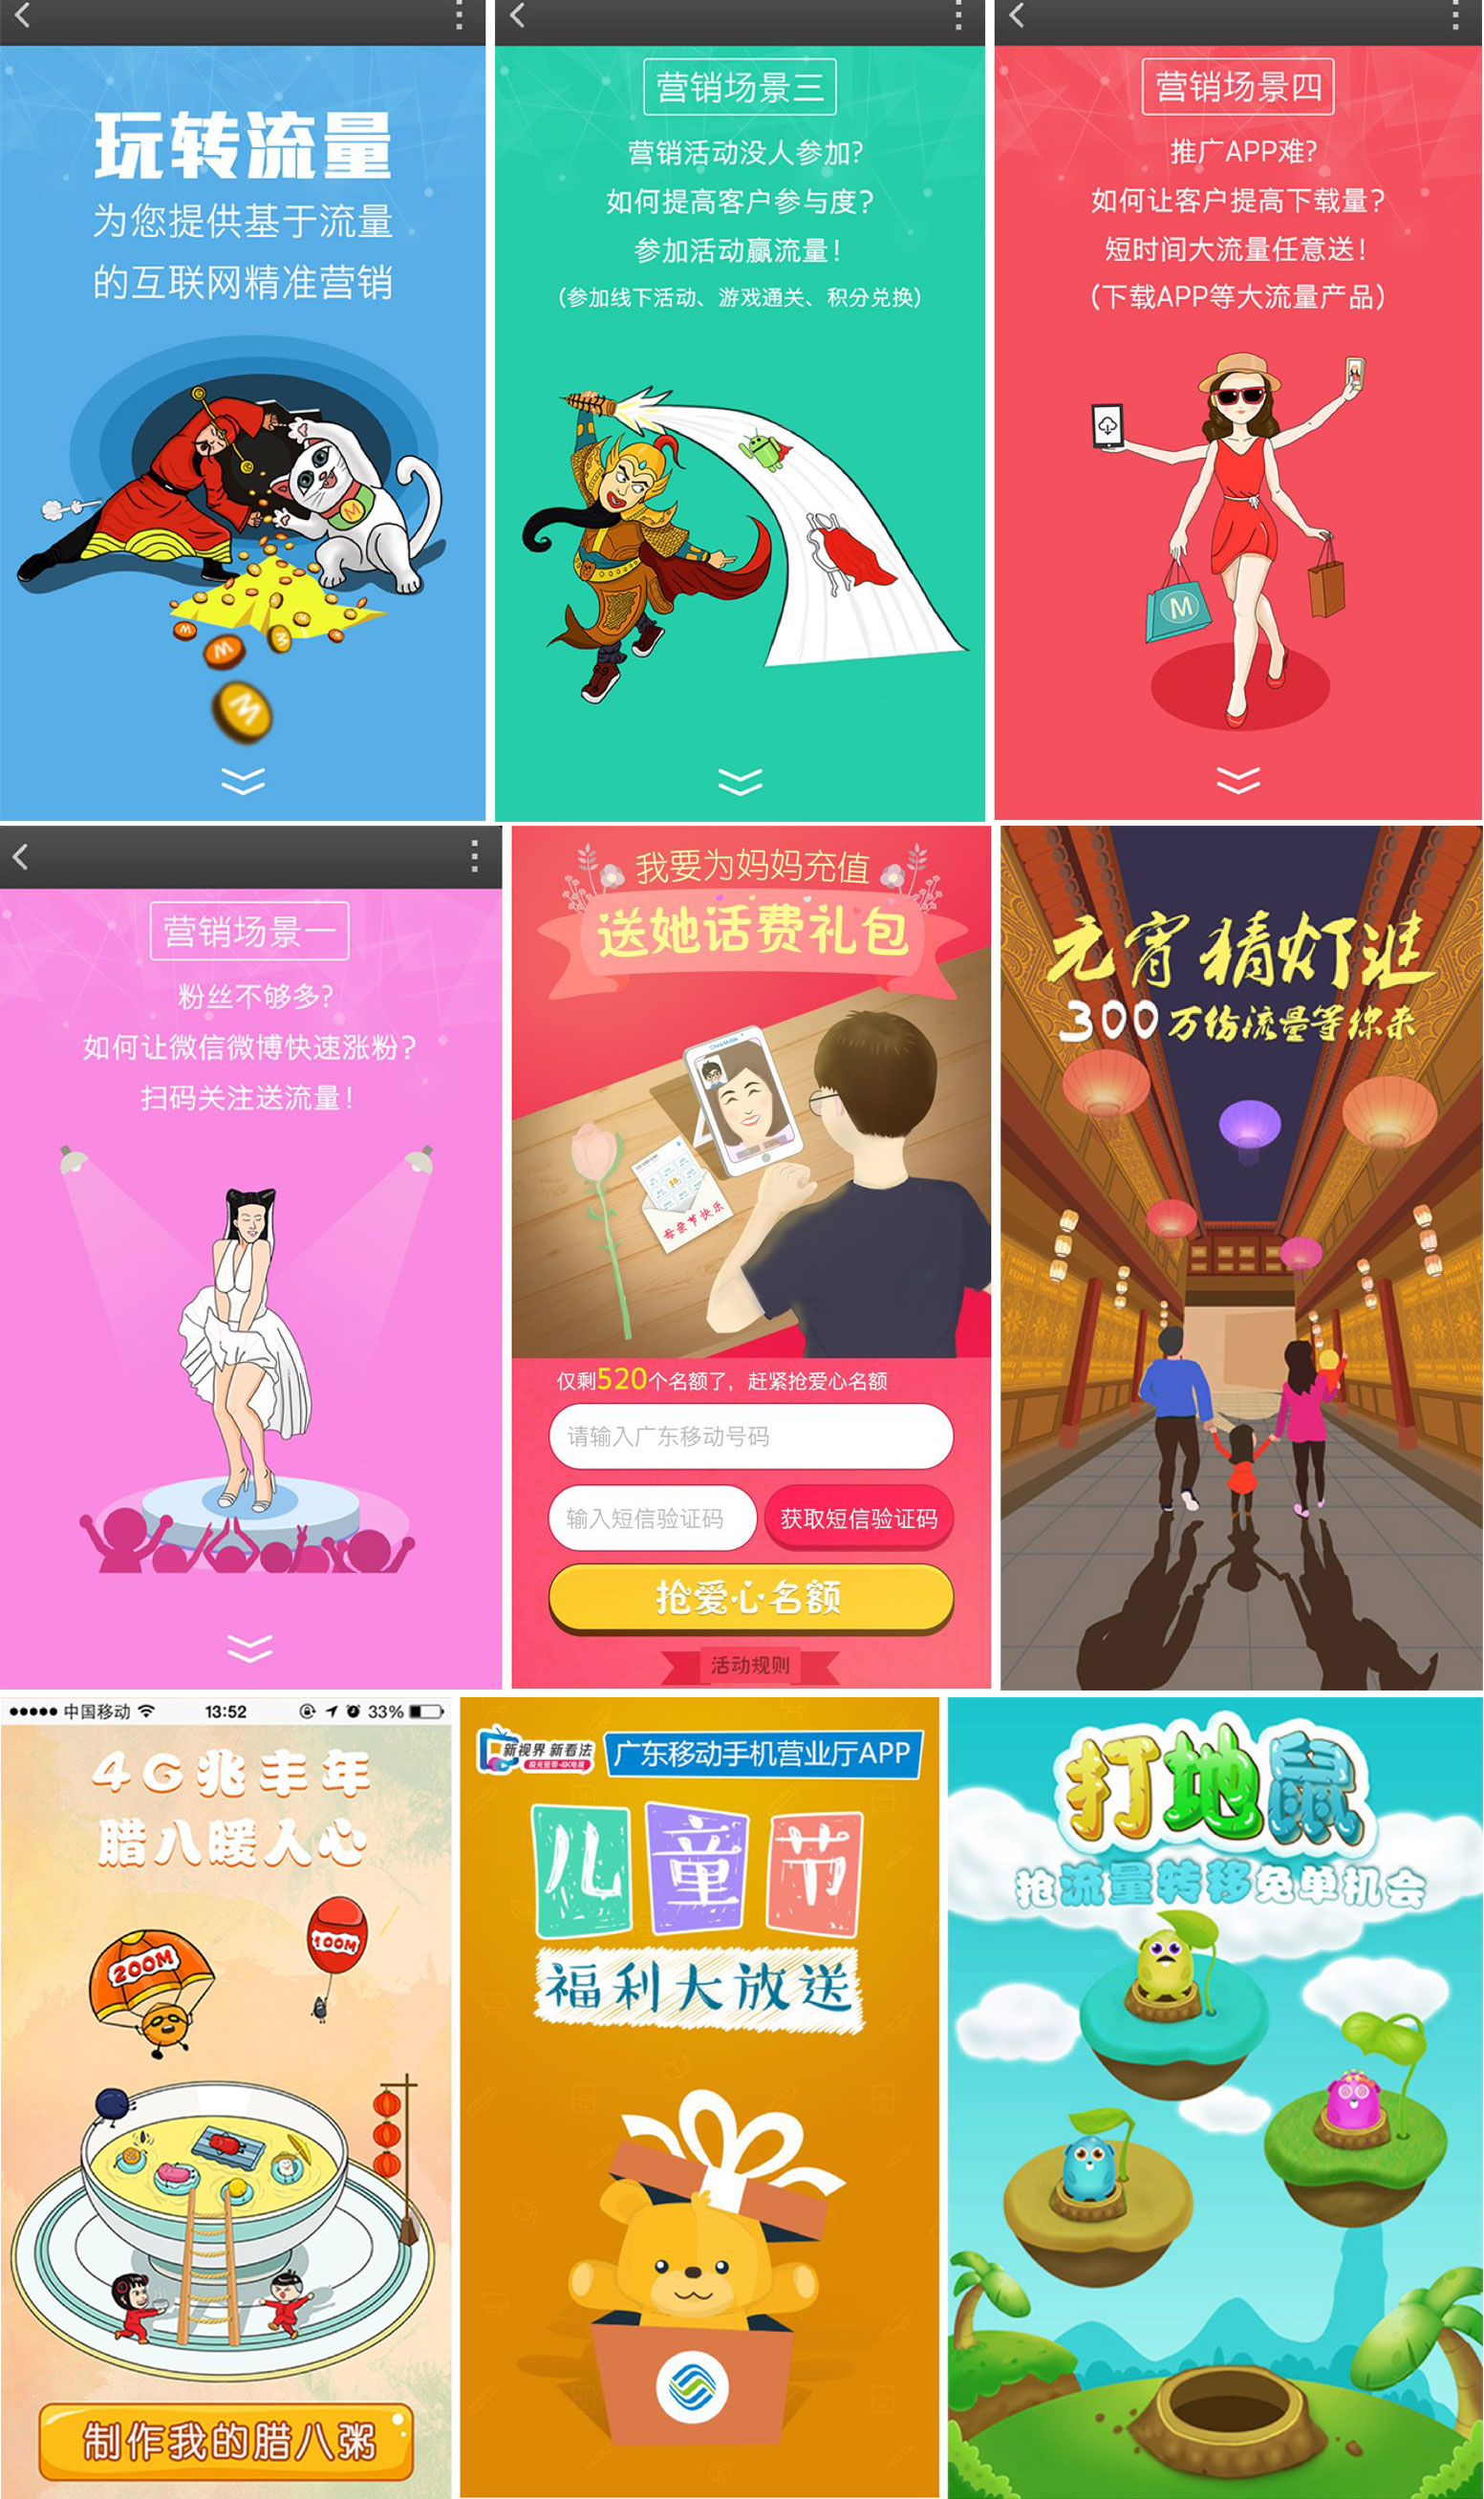 玩转流量
为您提供基于流量
的互联网精准营销
M
M
M
M
M
营销场景三
营销活动没人参加?
如何提高客户参与度?
参加活动赢流量!
(参加线下活动、游戏通关、积分兑换)
营销场景四
推广APP难?
如何让客户提高下载量?
短时间大流量任意送!
(下载APP等大流量产品)
M
营销场景一
粉丝不够多?
如何让微信微博快速涨粉?
扫码关注送流量!
我要为妈妈充值
送她话费礼包
China Mobile
母亲节快乐
仅剩520个名额了，赶紧抢爱心名额
请输入广东移动号码
输入短信验证码
获取短信验证码
抢爱心名额
活动规则
元宵猜灯谜
300万份流量等你来
中国移动
13:52
33%
4G兆丰年
腊八暖人心
200M
100M
制作我的腊八粥
新视界 新看法
广东移动手机营业厅APP
儿童节
福利大放送
打地鼠
抢流量转移免单机会